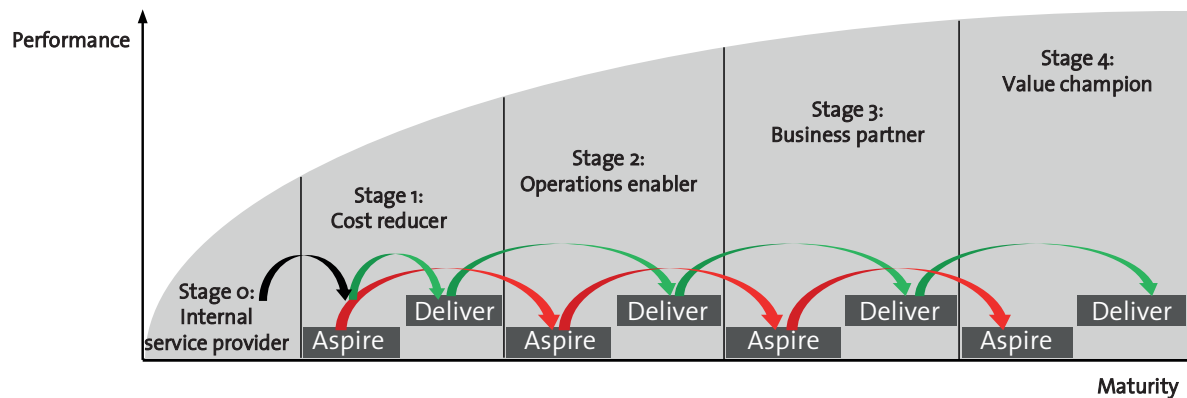 Performance
Stage 4:
Value champion
Stage 3:
Business partner
Stage 2:
Operations enabler
Stage 1:
Cost reducer
Stage 0:
Internal
service provider
Deliver
Deliver
Deliver
Deliver
Aspire
Aspire
Aspire
Aspire
Maturity